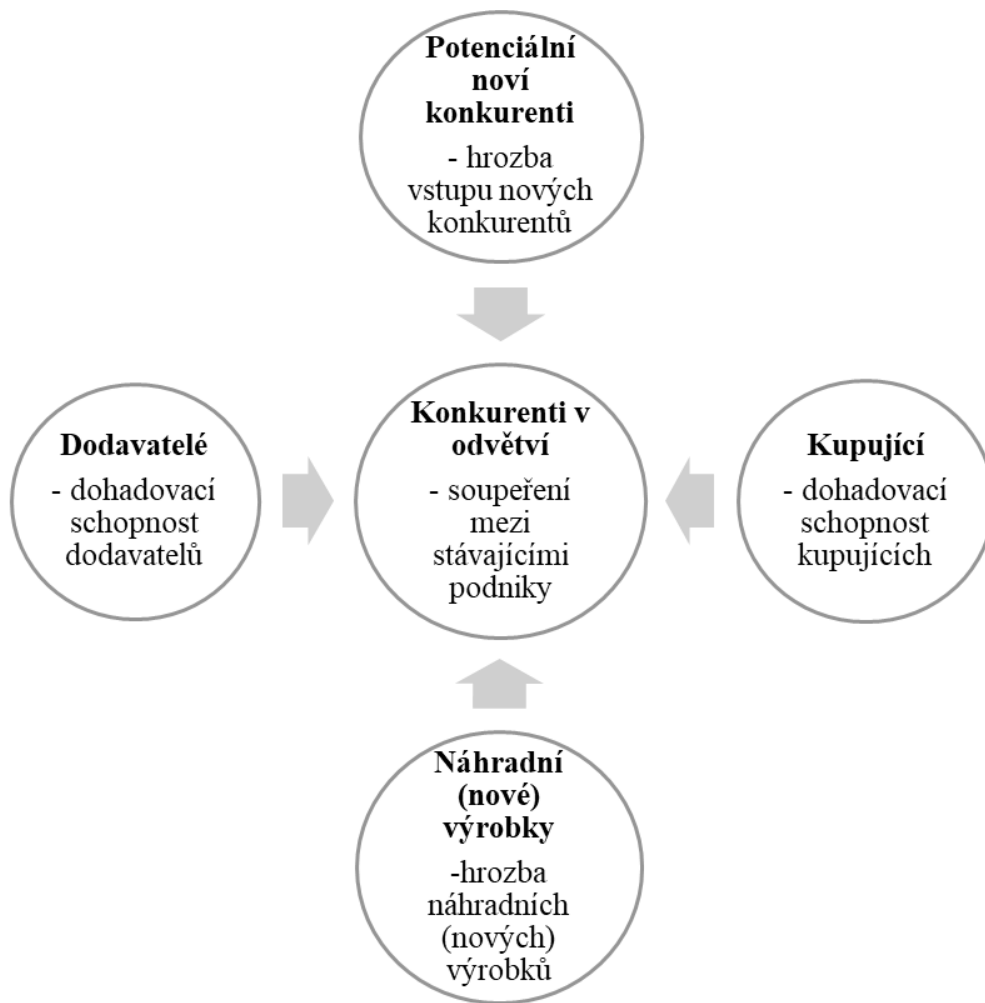 Potenciální
noví
konkurenti
- hrozba
vstupu nových
konkurentů
Dodavatelé
- dohadovací
schopnost
dodavatelů
Konkurenti v
odvětví
- soupeření
mezi
stávajícími
podniky
Kupující
- dohadovací
schopnost
kupujících
Náhradní
(nové)
výrobky
-hrozba
náhradních
(nových)
výrobků